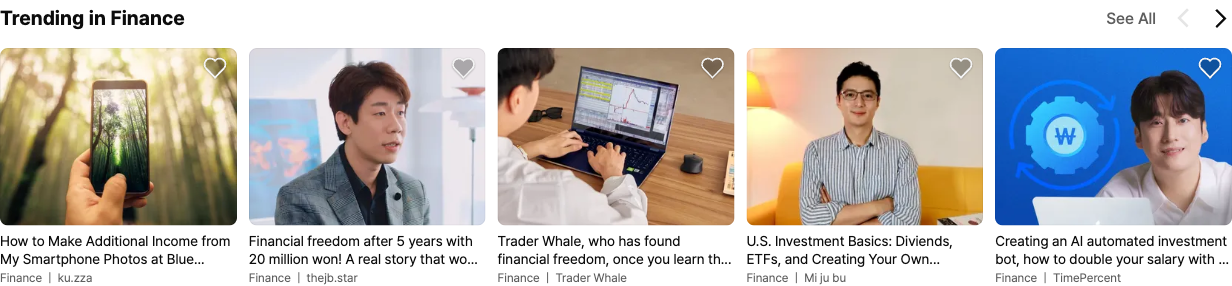 Trending in Finance
See All
How to Make Additional Income from
My Smartphone Photos at Blue...
Finance | ku.zza
Financial freedom after 5 years with
20 million won! A real story that wo...
Finance | thejb.star
Trader Whale, who has found
financial freedom, once you learn th...
Finance | Trader Whale
U.S. Investment Basics: Diviends,
ETFs, and Creating Your Own...
Finance | Mi ju bu
Creating an AI automated investment
bot, how to double your salary with ...
Finance | TimePercent